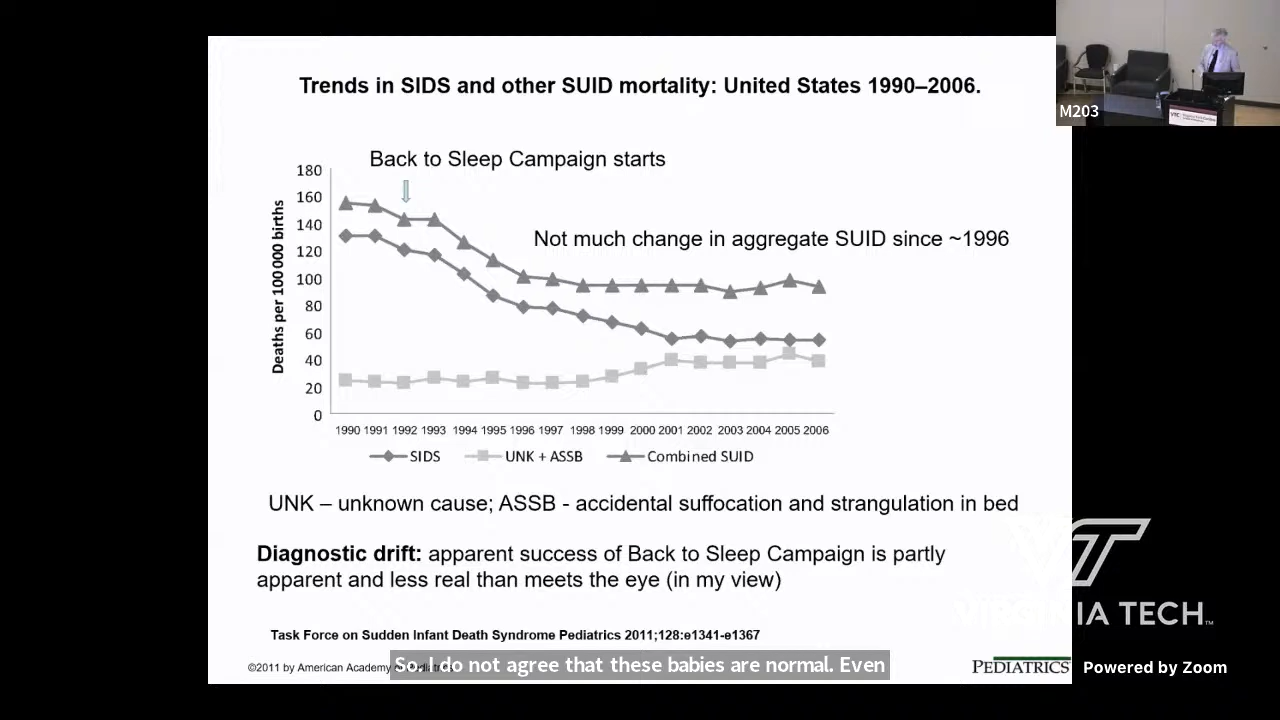 Trends in SIDS and other SUID mortality: United States 1990–2006.
M203
Back to Sleep Campaign starts
Not much change in aggregate SUID since ~1996
Deaths per 100 000 births
180
160
140
120
100
80
60
40
20
0
1990 1991 1992 1993 1994 1995 1996 1997 1998 1999 2000 2001 2002 2003 2004 2005 2006
SIDS UNK + ASSB Combined SUID
UNK – unknown cause; ASSB - accidental suffocation and strangulation in bed
Diagnostic drift: apparent success of Back to Sleep Campaign is partly
apparent and less real than meets the eye (in my view)
VT
VIRGINIA TECH™
Task Force on Sudden Infant Death Syndrome Pediatrics 2011;128:e1341-e1367
©2011 by American Academy
So. I do not agree that these babies are normal. Even
PEDIATRICS
Powered by Zoom